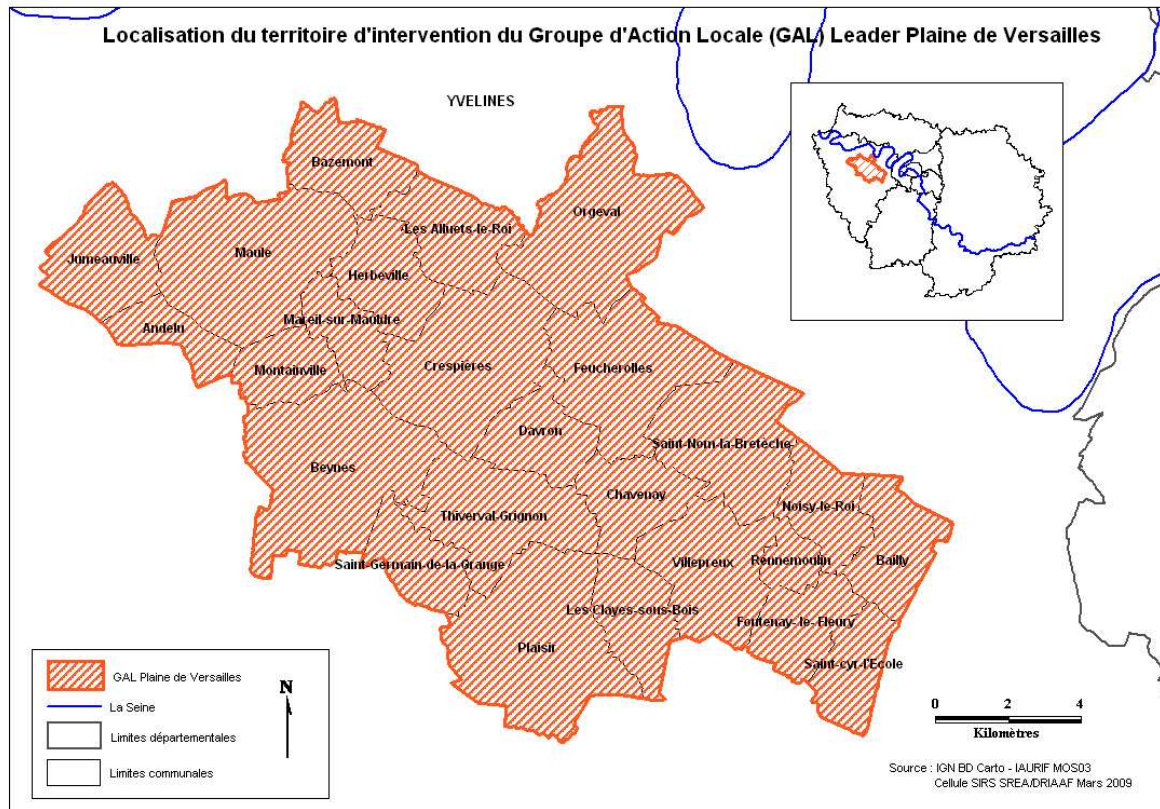 Localisation du territoire d'intervention du Groupe d'Action Locale (GAL) Leader Plaine de Versailles
YVELINES
Bazemont
Orgeval
Les Alluets-le-Roi
Maule
Jumeauville
Herbeville
Mareil-sur-Mauldre
Andelu
Crespières
Feucherolles
Montainville
Davron
Saint-Nom-la-Bretèche
Beynes
Chavenay
Noisy-le-Roi
Thiverval-Grignon
Saint-Germain-de-la-Grange
Villepreux
Rennemoulin
Bailly
Les Clayes-sous-Bois
Fontenay- le- Fleury
Plaisir
Saint-cyr-l'Ecole
GAL Plaine de Versailles
La Seine
Limites départementales
Limites communales
N
0 2 4
Kilomètres
Source : IGN BD Carto - IAURIF MOS03
Cellule SIRS SREA/DRIAAF Mars 2009